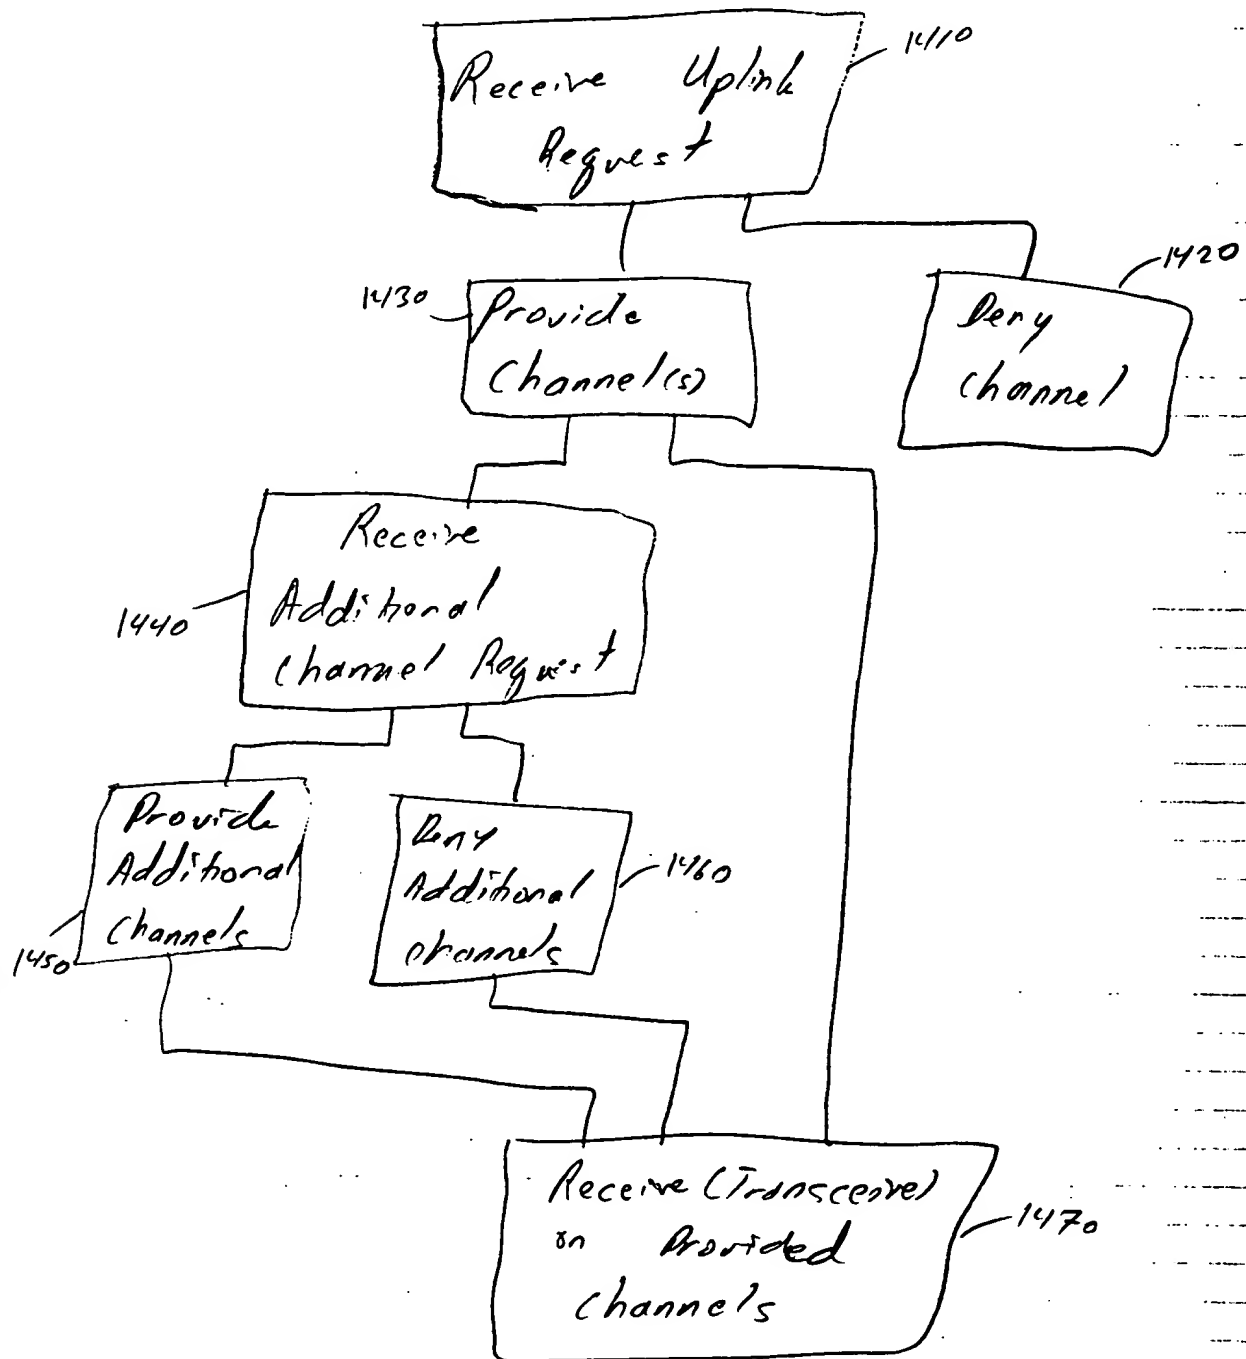 1410
Receive Uplink
Request
1420
1430
Provide
Channel(s)
Deny
Channel
Receive
Additional
Channel Request
1440
Provide
Additional
Channels
1450
Deny
Additional
Channels
1460
Receive (Transceive)
on Provided
Channels
1470